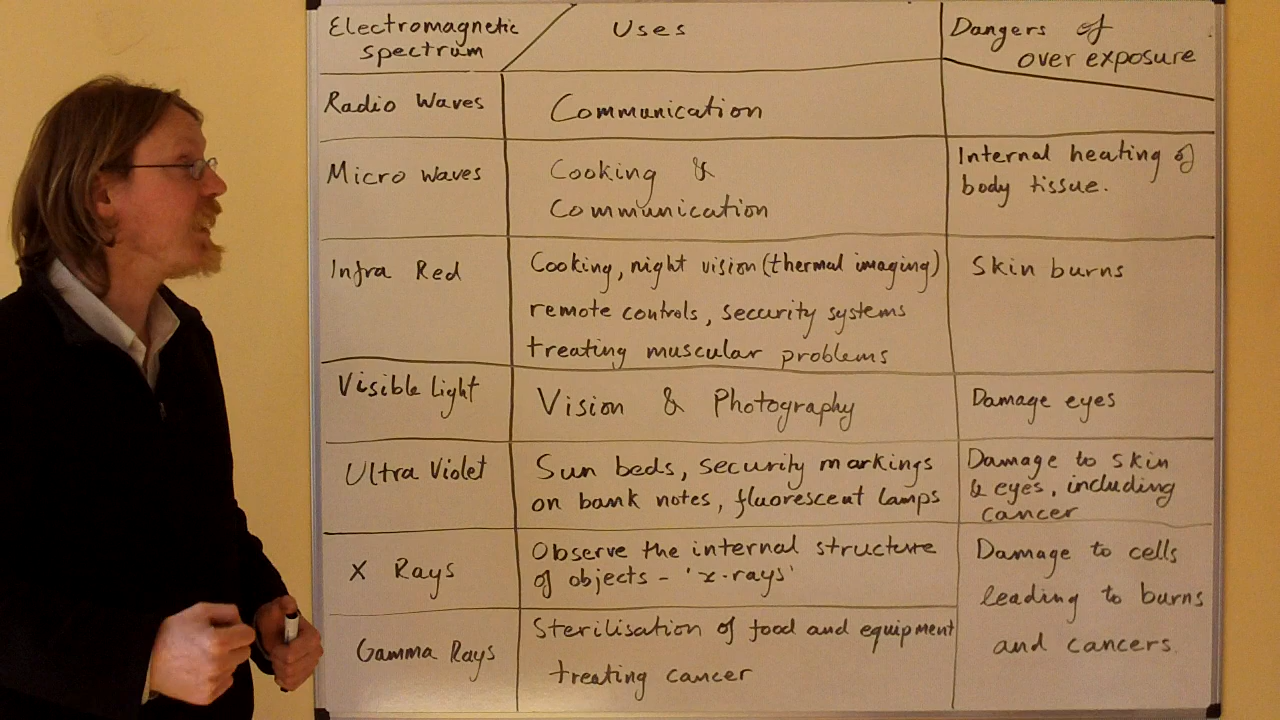 Electromagnetic
spectrum
Uses
Dangers of
over exposure
Radio Waves
Communication
Micro waves
Cooking &
Communication
Internal heating of
body tissue.
Infra Red
Cooking, night vision (thermal imaging)
remote controls, security systems
treating muscular problems
Skin burns
Visible Light
Vision & Photography
Damage eyes
Ultra Violet
Sun beds, security markings
on bank notes, fluorescent lamps
Damage to skin
& eyes, including
cancer
X Rays
Observe the internal structure
of objects - 'x-rays'
Damage to cells
leading to burns
and cancers.
Gamma Rays
Sterilisation of food and equipment
treating cancer